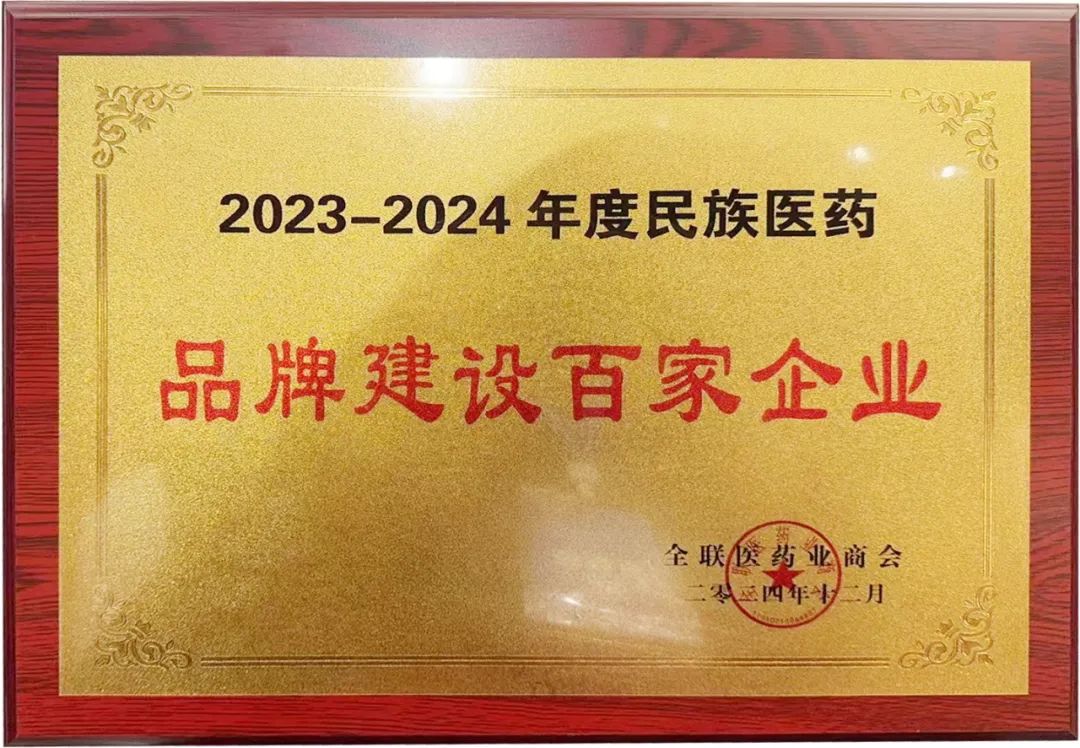 2023-2024 年度民族医药
品牌建设百家企业
全联医药业商会
二零二四年十二月